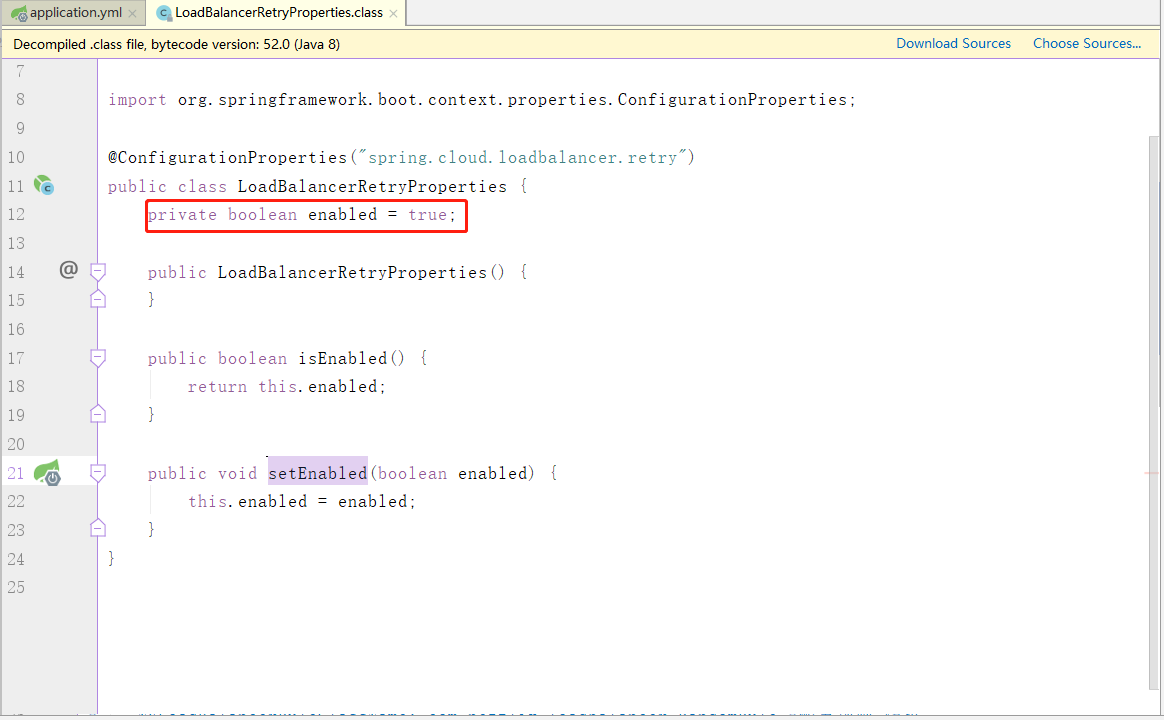 application.yml × LoadBalancerRetryProperties.class ×
Decompiled .class file, bytecode version: 52.0 (Java 8) Download Sources Choose Sources...
7
8 import org.springframework.boot.context.properties.ConfigurationProperties;
9
10 @ConfigurationProperties("spring.cloud.loadbalancer.retry")
11 public class LoadBalancerRetryProperties {
12 private boolean enabled = true;
13
14 @ public LoadBalancerRetryProperties() {
15 }
16
17 public boolean isEnabled() {
18 return this.enabled;
19 }
20
21 public void setEnabled(boolean enabled) {
22 this.enabled = enabled;
23 }
24 }
25